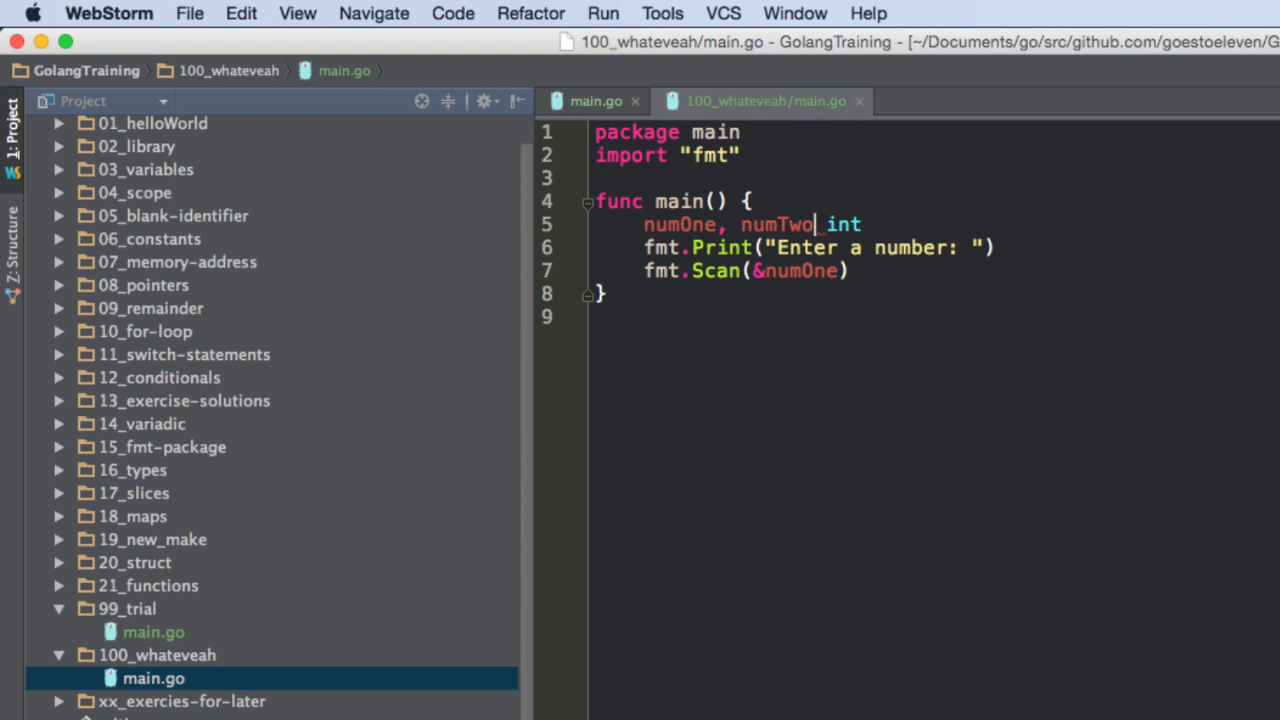 WebStorm File Edit View Navigate Code Refactor Run Tools VCS Window Help
100_whateveah/main.go - GolangTraining - [~/Documents/go/src/github.com/goestoeleven/G
GolangTraining 100_whateveah main.go
1: Project
Z: Structure
Project
01_helloWorld
02_library
03_variables
04_scope
05_blank-identifier
06_constants
07_memory-address
08_pointers
09_remainder
10_for-loop
11_switch-statements
12_conditionals
13_exercise-solutions
14_variadic
15_fmt-package
16_types
17_slices
18_maps
19_new_make
20_struct
21_functions
99_trial
main.go
100_whateveah
main.go
xx_exercies-for-later
main.go 100_whateveah/main.go
1 package main
2 import "fmt"
3
4 func main() {
5 numOne, numTwo int
6 fmt.Print("Enter a number: ")
7 fmt.Scan(&numOne)
8 }
9